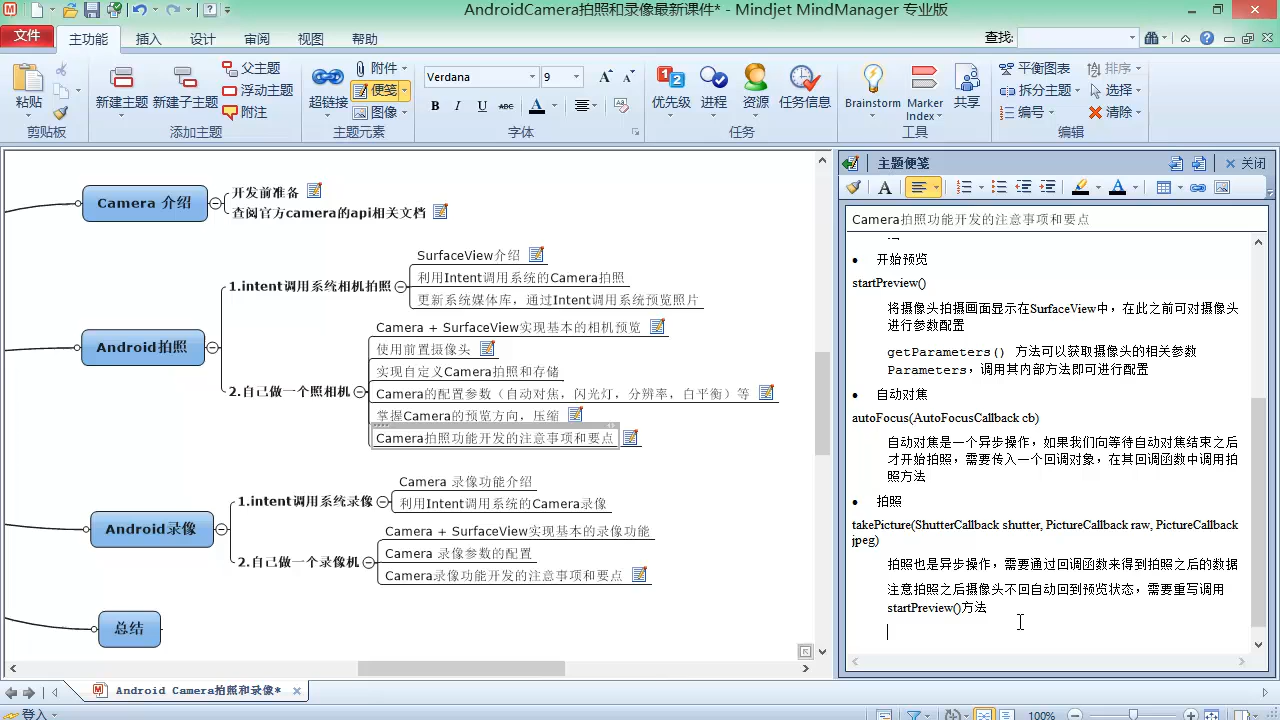 AndroidCamera拍照和录像最新课件* - Mindjet MindManager 专业版
文件 主功能 插入 设计 审阅 视图 帮助 查找:
粘贴 新建主题 新建子主题 父主题 浮动主题 附注 超链接 附件 便笺 图像
剪贴板 添加主题 主题元素
Verdana 9
B I U ABC A
字体
优先级 进程 资源 任务信息
任务
Brainstorm Marker Index 共享
工具
平衡图表 排序
拆分主题 选择
编号 清除
编辑
Camera 介绍
开发前准备
查阅官方camera的api相关文档
Android拍照
1.intent调用系统相机拍照
SurfaceView介绍
利用Intent调用系统的Camera拍照
更新系统媒体库，通过Intent调用系统预览照片
2.自己做一个照相机
Camera + SurfaceView实现基本的相机预览
使用前置摄像头
实现自定义Camera拍照和存储
Camera的配置参数（自动对焦，闪光灯，分辨率，白平衡）等
掌握Camera的预览方向，压缩
Camera拍照功能开发的注意事项和要点
Android录像
1.intent调用系统录像
Camera 录像功能介绍
利用Intent调用系统的Camera录像
2.自己做一个录像机
Camera + SurfaceView实现基本的录像功能
Camera 录像参数的配置
Camera录像功能开发的注意事项和要点
总结
主题便笺 关闭
Camera拍照功能开发的注意事项和要点
• 开始预览
startPreview()
将摄像头拍摄画面显示在SurfaceView中，在此之前可对摄像头
进行参数配置
getParameters() 方法可以获取摄像头的相关参数
Parameters，调用其内部方法即可进行配置
• 自动对焦
autoFocus(AutoFocusCallback cb)
自动对焦是一个异步操作，如果我们向等待自动对焦结束之后
才开始拍照，需要传入一个回调对象，在其回调函数中调用拍
照方法
• 拍照
takePicture(ShutterCallback shutter, PictureCallback raw, PictureCallback
jpeg)
拍照也是异步操作，需要通过回调函数来得到拍照之后的数据
注意拍照之后摄像头不回自动回到预览状态，需要重写调用
startPreview()方法
Android Camera拍照和录像*
登入 100%